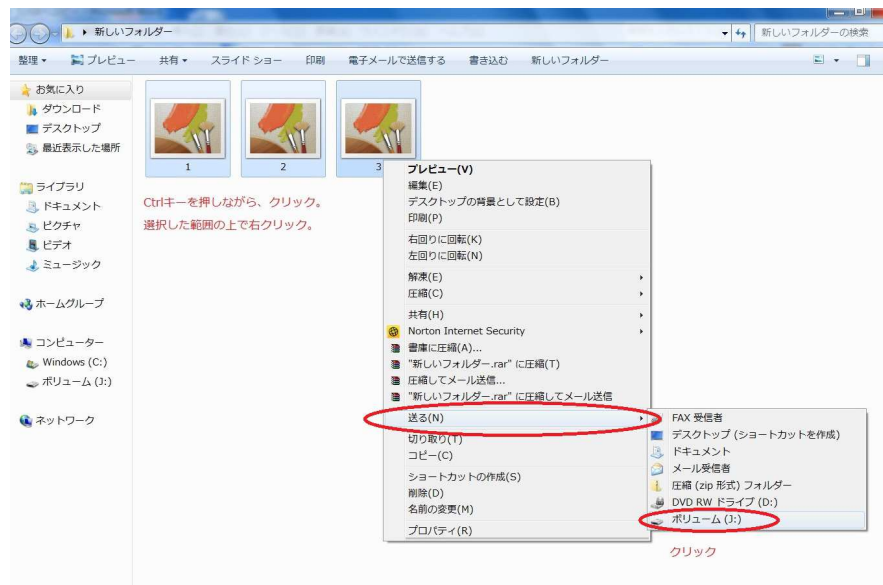 新しいフォルダー
新しいフォルダーの検索
整理
プレビュー
共有
スライド ショー
印刷
電子メールで送信する
書き込む
新しいフォルダー
お気に入り
ダウンロード
デスクトップ
最近表示した場所
ライブラリ
ドキュメント
ピクチャ
ビデオ
ミュージック
ホームグループ
コンピューター
Windows (C:)
ボリューム (J:)
ネットワーク
1
2
3
Ctrlキーを押しながら、クリック。
選択した範囲の上で右クリック。
プレビュー(V)
編集(E)
デスクトップの背景として設定(B)
印刷(P)
右回りに回転(K)
左回りに回転(N)
解凍(E)
圧縮(C)
共有(H)
Norton Internet Security
書庫に圧縮(A)...
"新しいフォルダー.rar" に圧縮(T)
圧縮してメール送信...
"新しいフォルダー.rar" に圧縮してメール送信
送る(N)
切り取り(T)
コピー(C)
ショートカットの作成(S)
削除(D)
名前の変更(M)
プロパティ(R)
FAX 受信者
デスクトップ (ショートカットを作成)
ドキュメント
メール受信者
圧縮 (zip 形式) フォルダー
DVD RW ドライブ (D:)
ボリューム (J:)
クリック